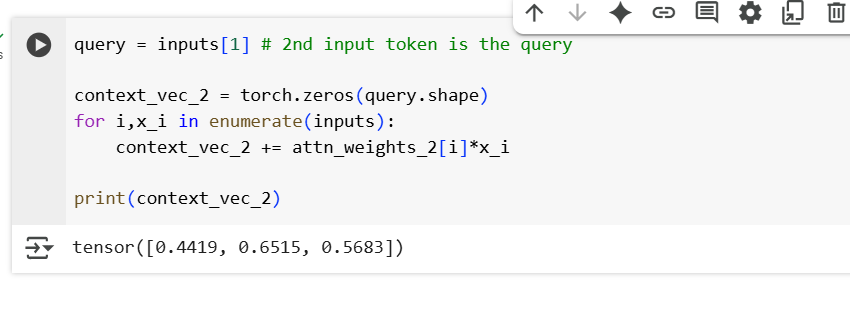 query = inputs[1] # 2nd input token is the query
context_vec_2 = torch.zeros(query.shape)
for i,x_i in enumerate(inputs):
    context_vec_2 += attn_weights_2[i]*x_i
print(context_vec_2)
tensor([0.4419, 0.6515, 0.5683])